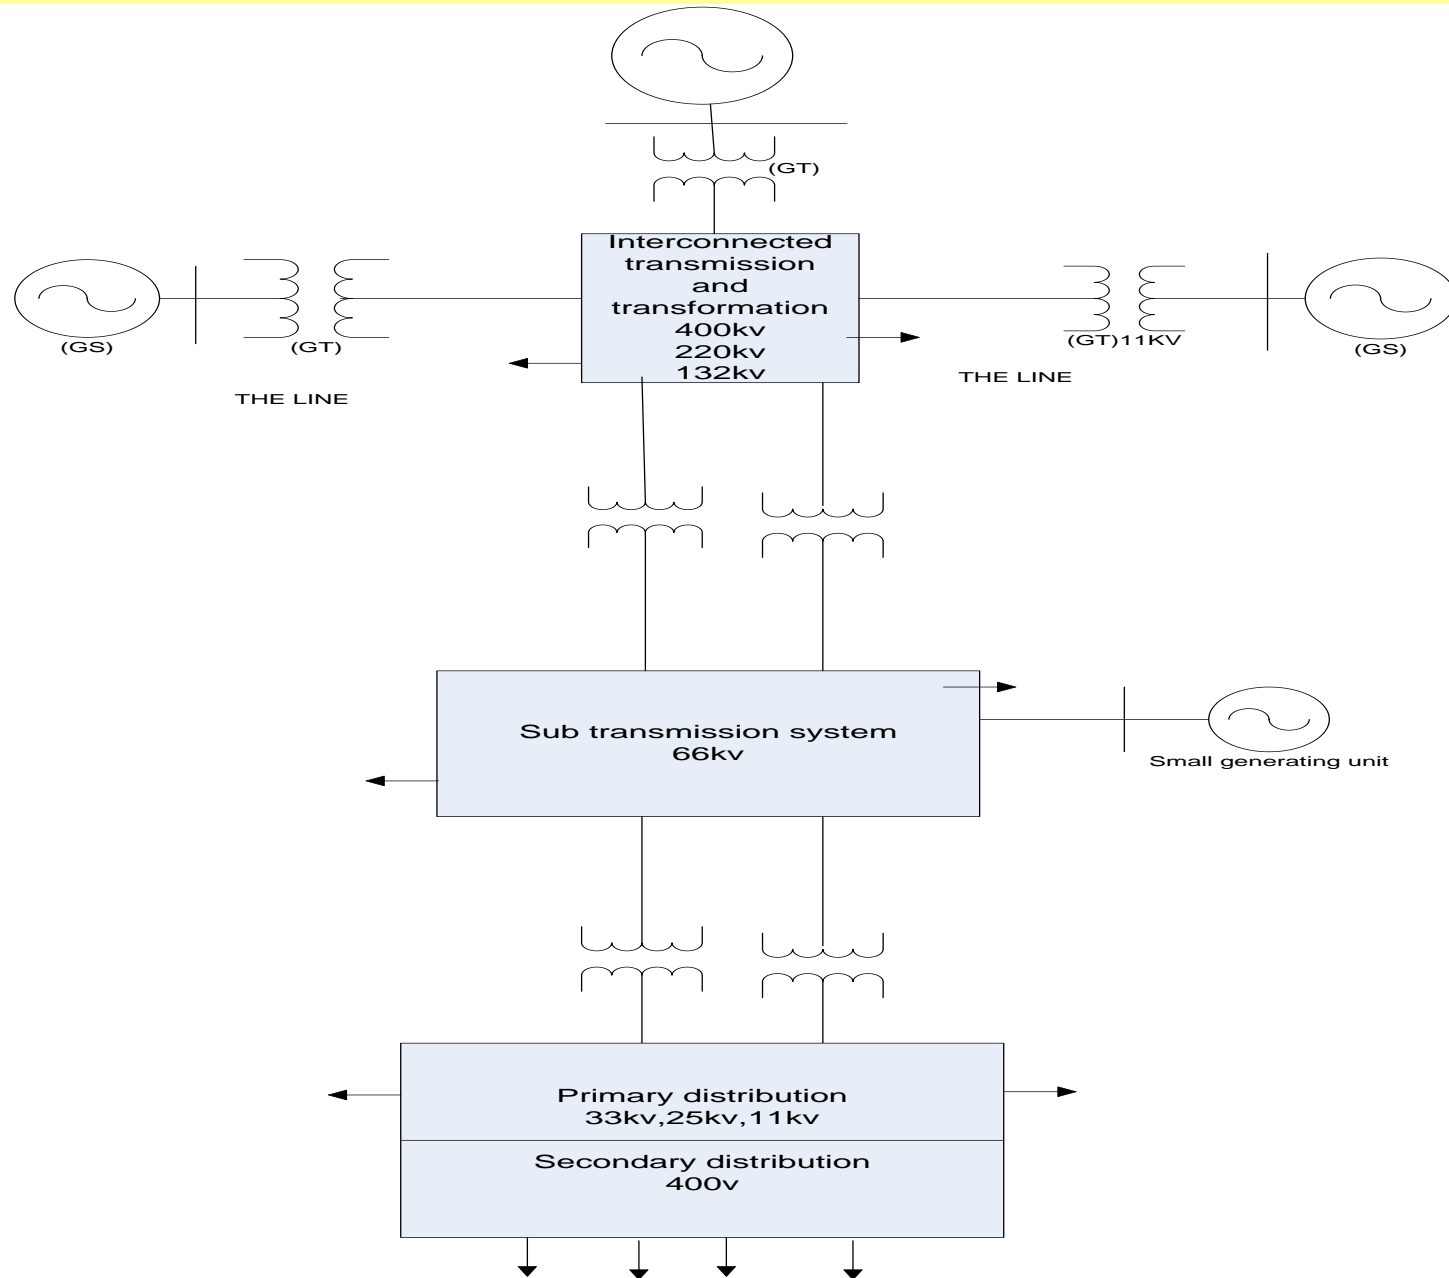 (GT)
Interconnected
transmission
and
transformation
400kv
220kv
132kv
(GS)
(GT)
(GT)11KV
(GS)
THE LINE
THE LINE
Sub transmission system
66kv
Small generating unit
Primary distribution
33kv,25kv,11kv
Secondary distribution
400v